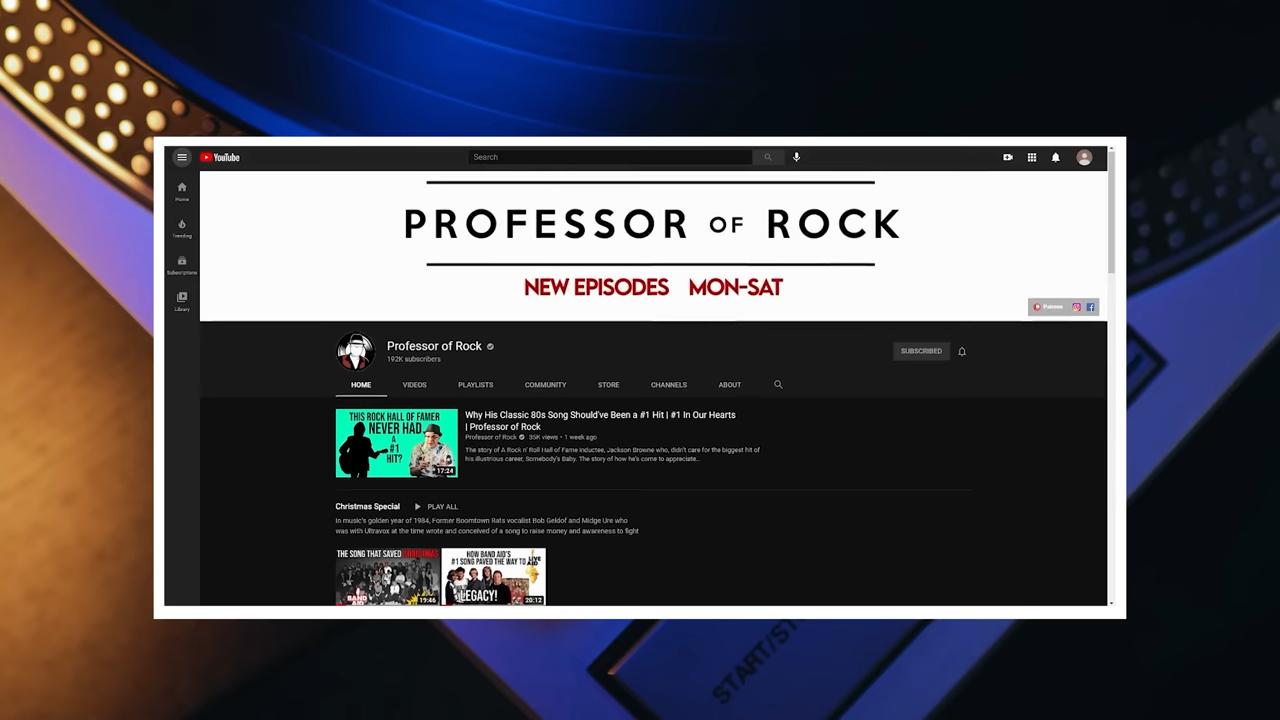 YouTube
Search
Home
Trending
Subscriptions
Library
PROFESSOR OF ROCK
NEW EPISODES MON-SAT
Patreon
Professor of Rock
192K subscribers
SUBSCRIBED
HOME VIDEOS PLAYLISTS COMMUNITY STORE CHANNELS ABOUT
THIS ROCK HALL OF FAMER
NEVER HAD
A
#1
HIT?
17:24
Why His Classic 80s Song Should've Been a #1 Hit | #1 In Our Hearts
| Professor of Rock
Professor of Rock 35K views • 1 week ago
The story of A Rock n' Roll Hall of Fame Inductee, Jackson Browne who, didn't care for the biggest hit of
his illustrious career, Somebody's Baby. The story of how he's come to appreciate...
Christmas Special PLAY ALL
In music's golden year of 1984, Former Boomtown Rats vocalist Bob Geldof and Midge Ure who
was with Ultravox at the time wrote and conceived of a song to raise money and awareness to fight
THE SONG THAT SAVED CHRISTMAS
BAND
AID
19:46
HOW BAND AID'S
#1 SONG PAVED THE WAY TO LIVE
AID
LEGACY!
20:12
START/ST